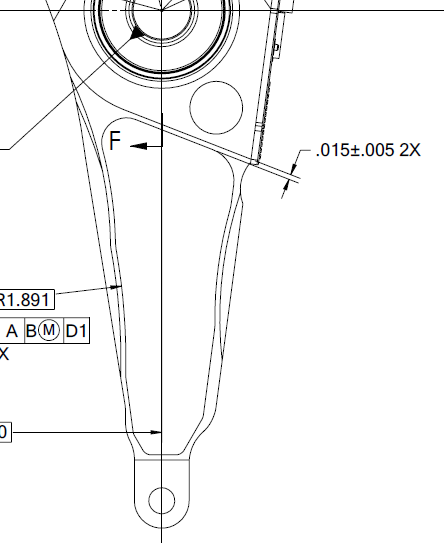 F
.015±.005 2X
R1.891
A B Ⓜ D1
X
0